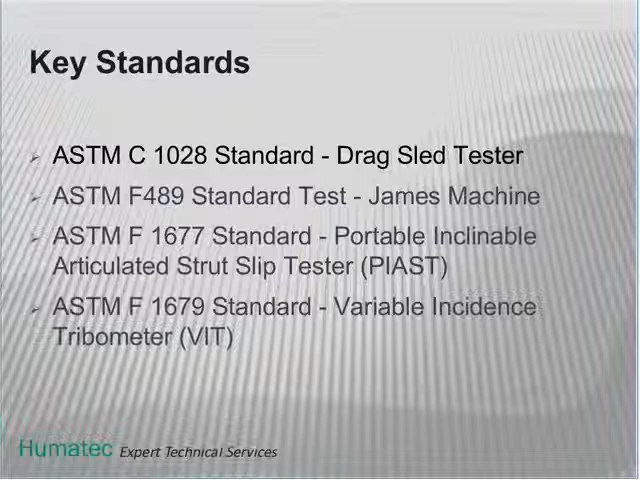 Key Standards
ASTM C 1028 Standard - Drag Sled Tester
ASTM F489 Standard Test - James Machine
ASTM F 1677 Standard - Portable Inclinable
Articulated Strut Slip Tester (PIAST)
ASTM F 1679 Standard - Variable Incidence
Tribometer (VIT)
Humatec Expert Technical Services